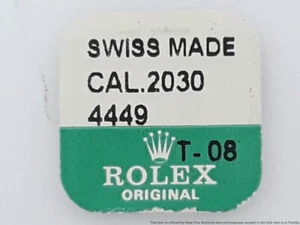 SWISS MADE
CAL.2030
4449
T-08
ROLEX
ORIGINAL